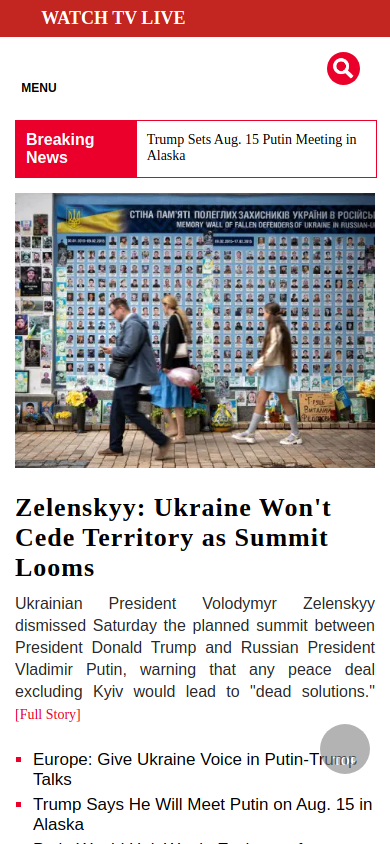 WATCH TV LIVE
MENU
Breaking
News
Trump Sets Aug. 15 Putin Meeting in
Alaska
СТІНА ПАМ'ЯТІ ПОЛЕГЛИХ ЗАХИСНИКІВ УКРАЇНИ В РОСІЙСЬ
MEMORY WALL OF FALLEN DEFENDERS OF UKRAINE IN RUSSIAN-U
Zelenskyy: Ukraine Won't
Cede Territory as Summit
Looms
Ukrainian President Volodymyr Zelenskyy
dismissed Saturday the planned summit between
President Donald Trump and Russian President
Vladimir Putin, warning that any peace deal
excluding Kyiv would lead to "dead solutions."
[Full Story]
TOP
Europe: Give Ukraine Voice in Putin-Trump
Talks
Trump Says He Will Meet Putin on Aug. 15 in
Alaska